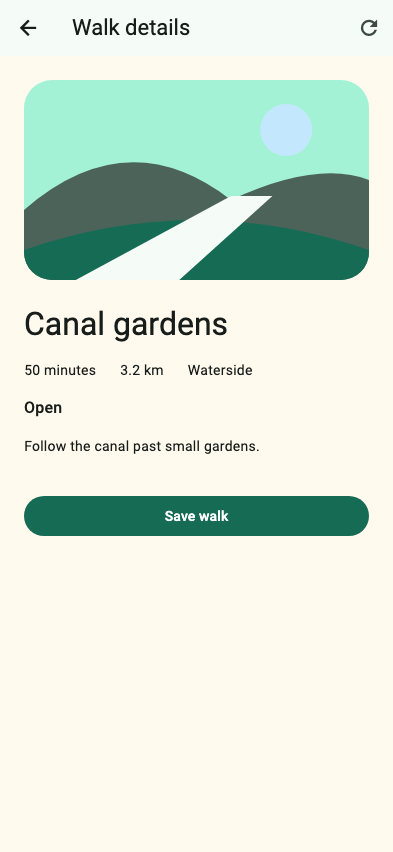 Walk details
Canal gardens
50 minutes 3.2 km Waterside
Open
Follow the canal past small gardens.
Save walk